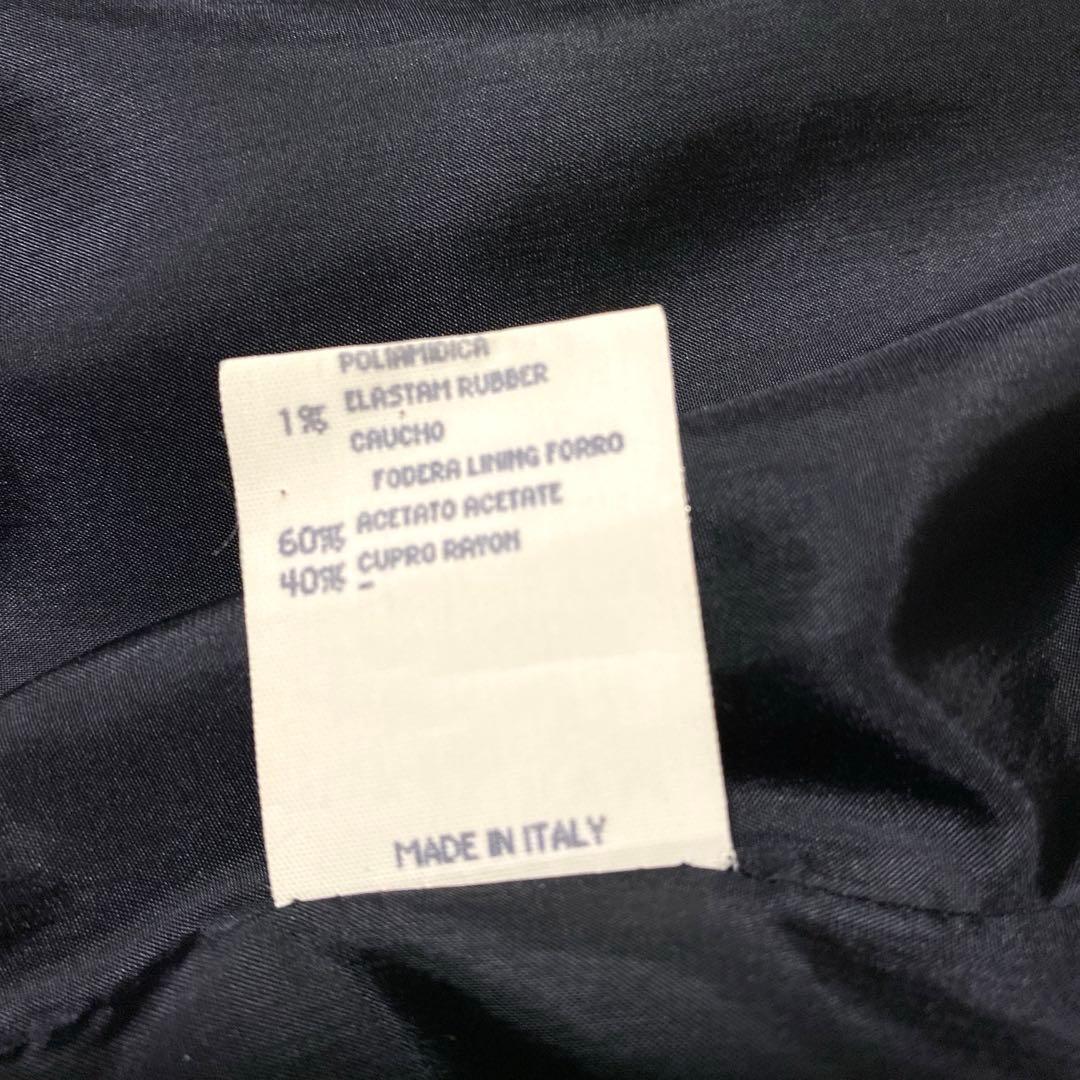 POLIAMIDICA
1% ELASTAM RUBBER
CAUCHO
FODERA LINING FORRO
60% ACETATO ACETATE
40% CUPRO RAYON
MADE IN ITALY